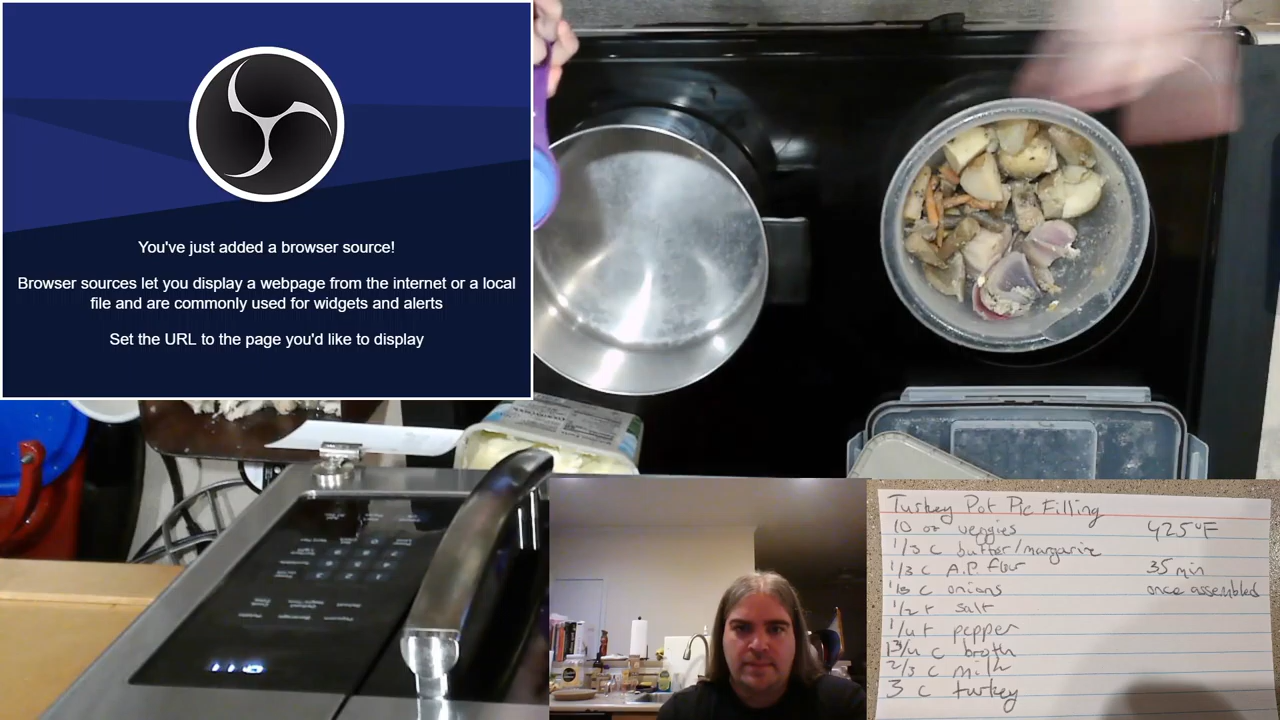 You've just added a browser source!
Browser sources let you display a webpage from the internet or a local
file and are commonly used for widgets and alerts
Set the URL to the page you'd like to display
Turkey Pot Pie Filling
10 oz veggies 425°F
1/3 c butter/margarine
1/3 c A.P. flour 35 min
1/3 c onions once assembled
1/2 t salt
1/4 t pepper
1 3/4 c broth
2/3 c milk
3 c turkey